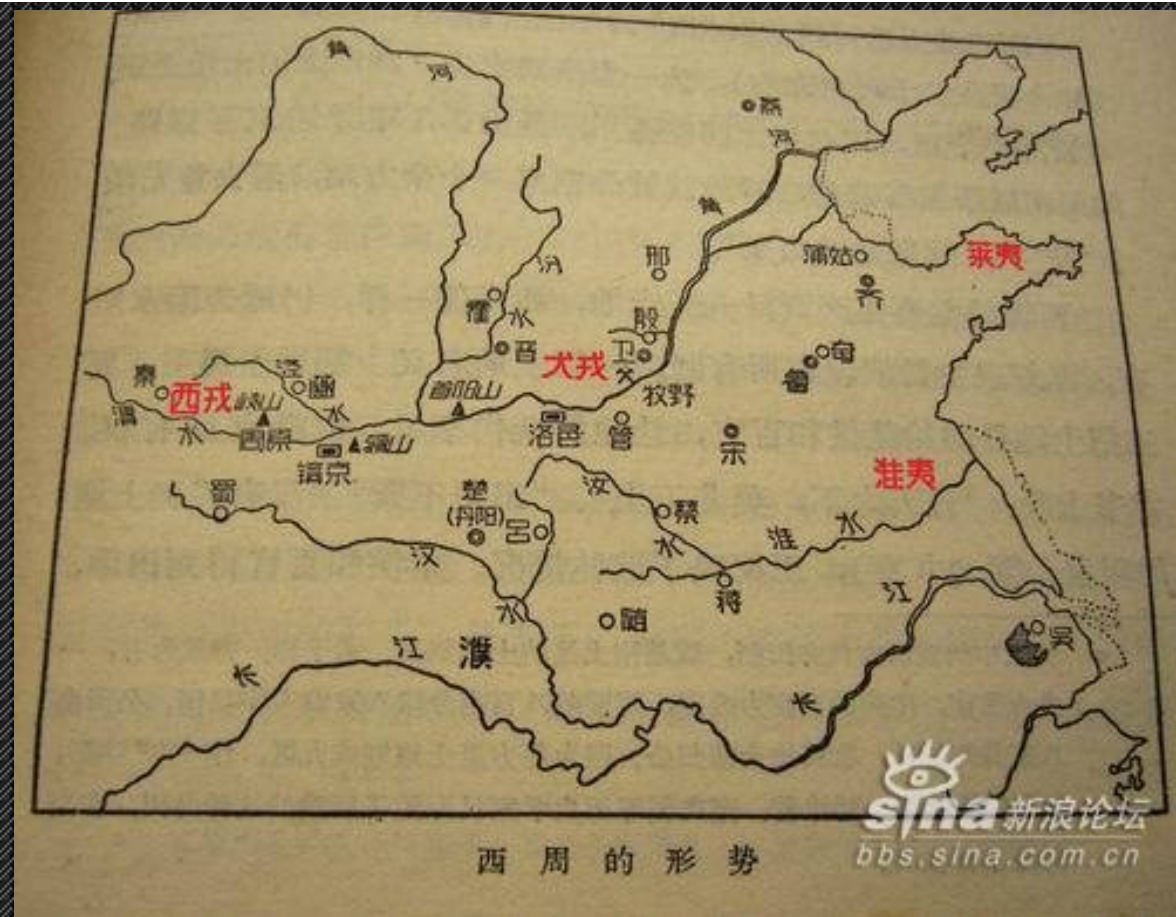 黄
河
燕
河
黄
邢
蒲姑
莱夷
齐
汾
霍
水
殷
晋
犬戎
卫
奄
鲁
牧野
秦
西戎
泾
豳
首阳山
岐山
渭
水
周原
水
骊山
镐京
洛邑
管
宋
淮夷
蜀
楚
(丹阳)
吕
汝
蔡
水
淮
水
汉
水
蒋
江
随
吴
江
濮
长
长
西周的形势
sina新浪论坛
bbs.sina.com.cn